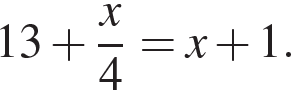 13 + x/4 = x + 1.